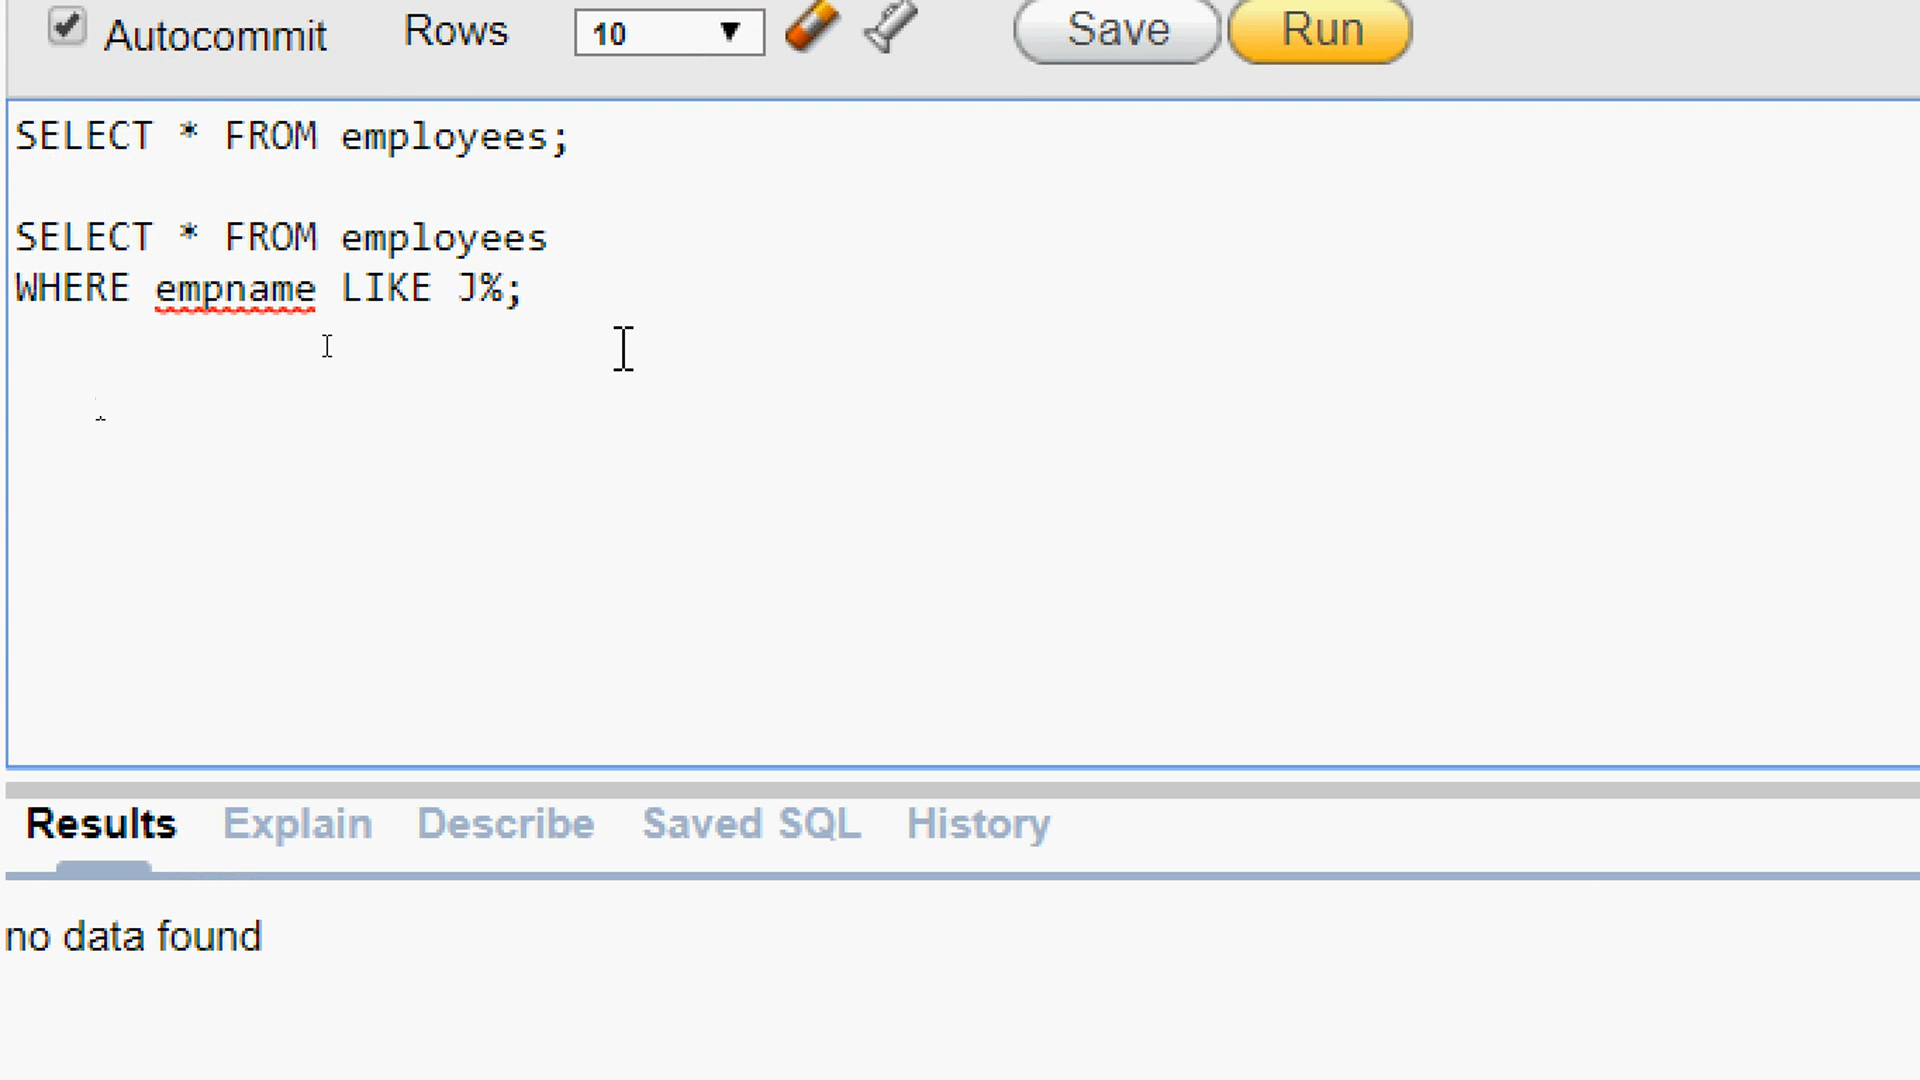 Autocommit Rows 10 Save Run
SELECT * FROM employees;
SELECT * FROM employees
WHERE empname LIKE J%;
Results Explain Describe Saved SQL History
no data found